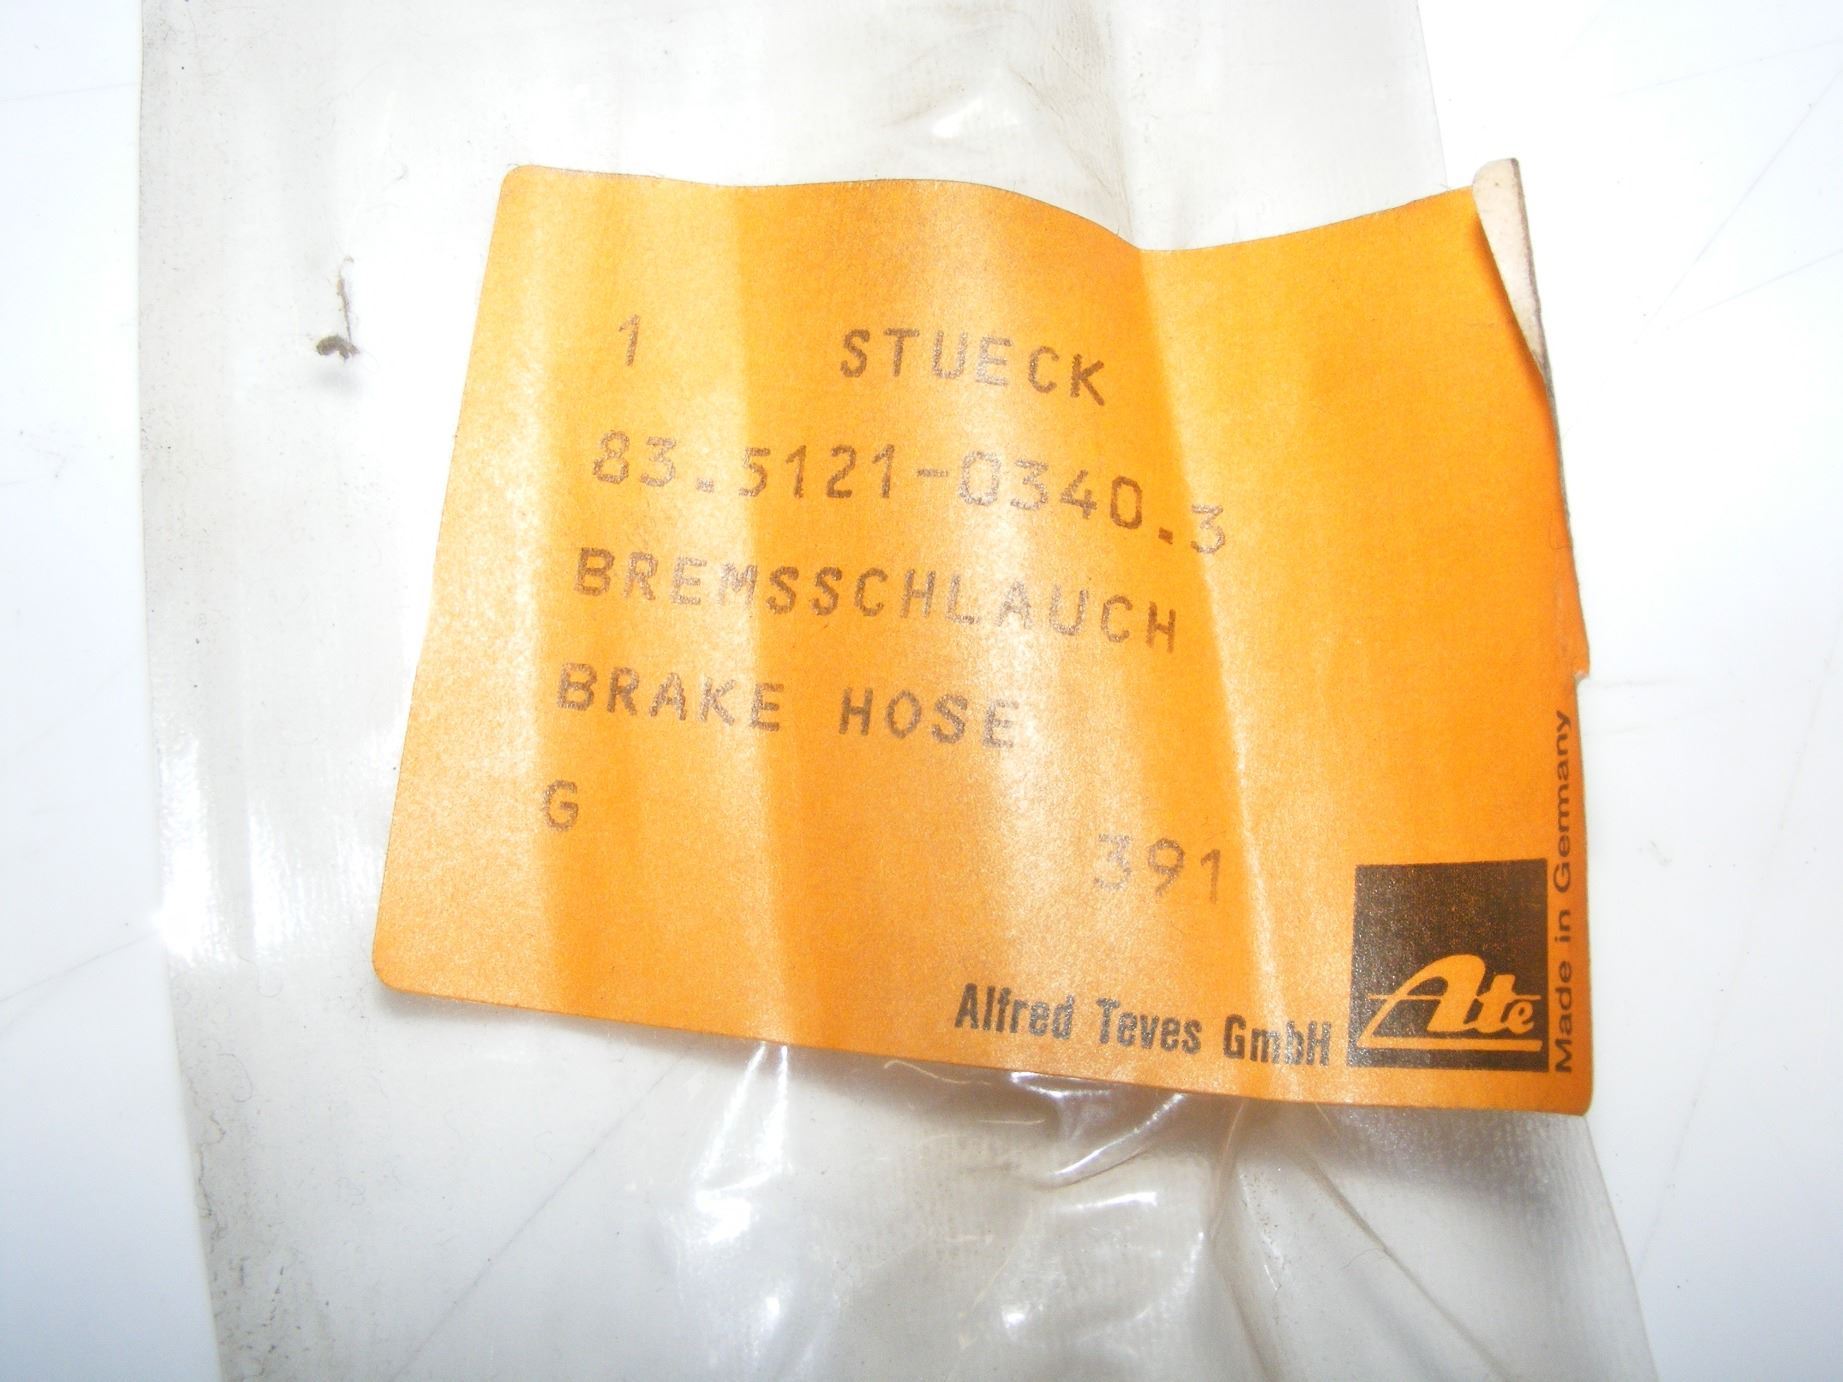 1 STUECK
83.5121-0340.3
BREMSSCHLAUCH
BRAKE HOSE
G
391
Alfred Teves GmbH
Ate
Made in Germany